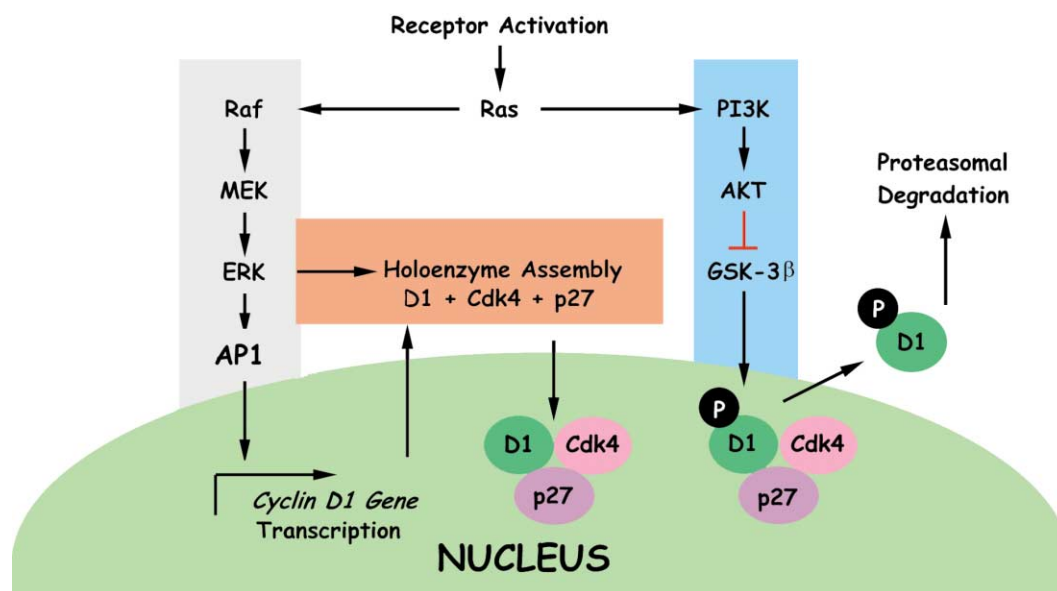 Receptor Activation
Raf
Ras
PI3K
MEK
AKT
Proteasomal
Degradation
ERK
Holoenzyme Assembly
D1 + Cdk4 + p27
GSK-3β
AP1
P
D1
P
D1
Cdk4
p27
D1
Cdk4
p27
Cyclin D1 Gene
Transcription
NUCLEUS